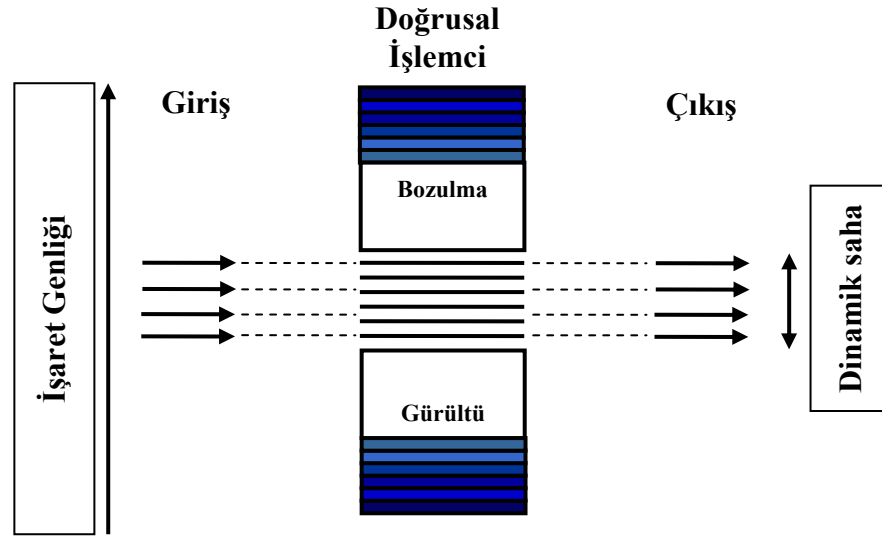 Doğrusal
İşlemci
Giriş
Çıkış
İşaret Genliği
Bozulma
Gürültü
Dinamik saha